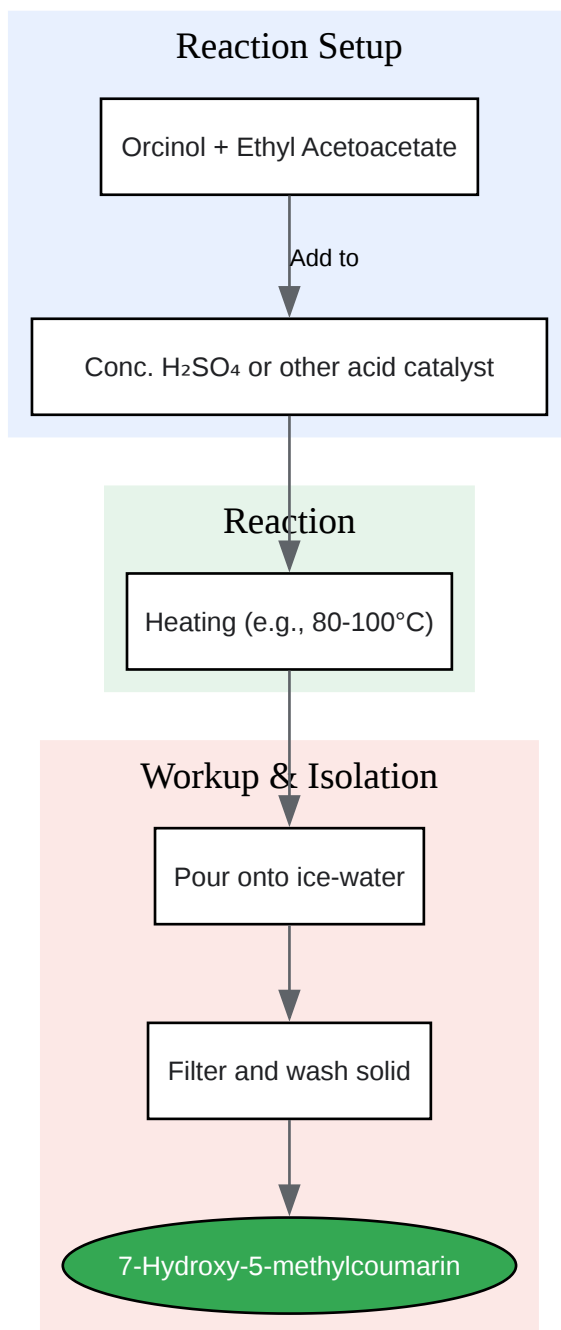 Reaction Setup
Orcinol + Ethyl Acetoacetate
Add to
Conc. H₂SO₄ or other acid catalyst
Reaction
Heating (e.g., 80-100°C)
Workup & Isolation
Pour onto ice-water
Filter and wash solid
7-Hydroxy-5-methylcoumarin